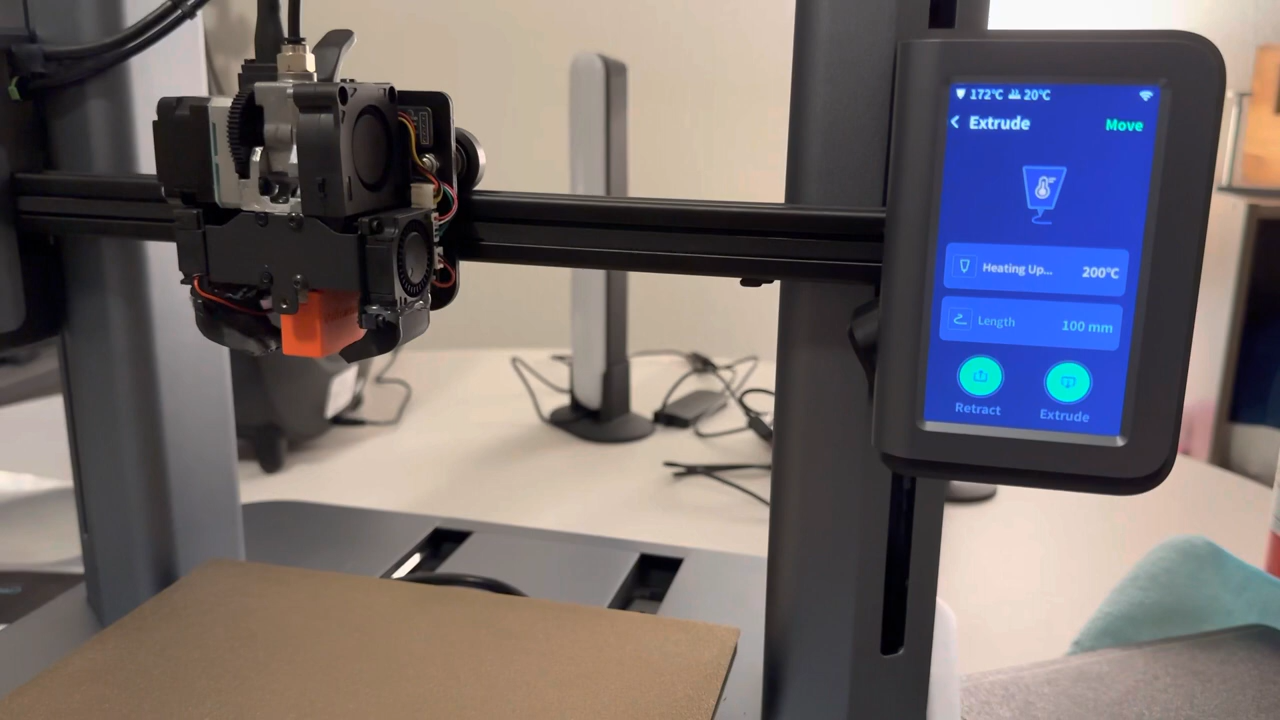 172℃ 20℃
Extrude Move
Heating Up... 200℃
Length 100 mm
Retract Extrude